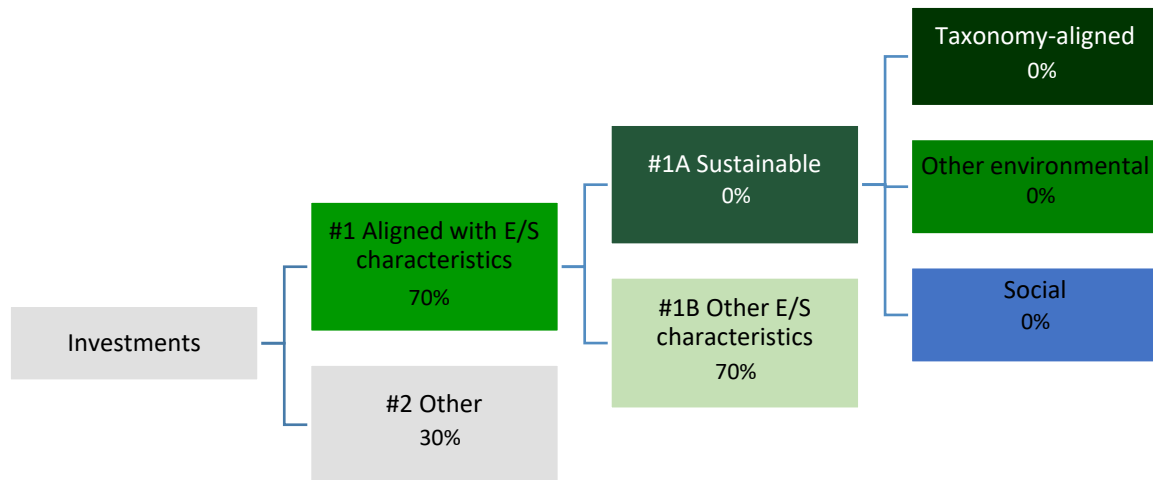 Investments
#1 Aligned with E/S
characteristics
70%
#2 Other
30%
#1A Sustainable
0%
#1B Other E/S
characteristics
70%
Taxonomy-aligned
0%
Other environmental
0%
Social
0%